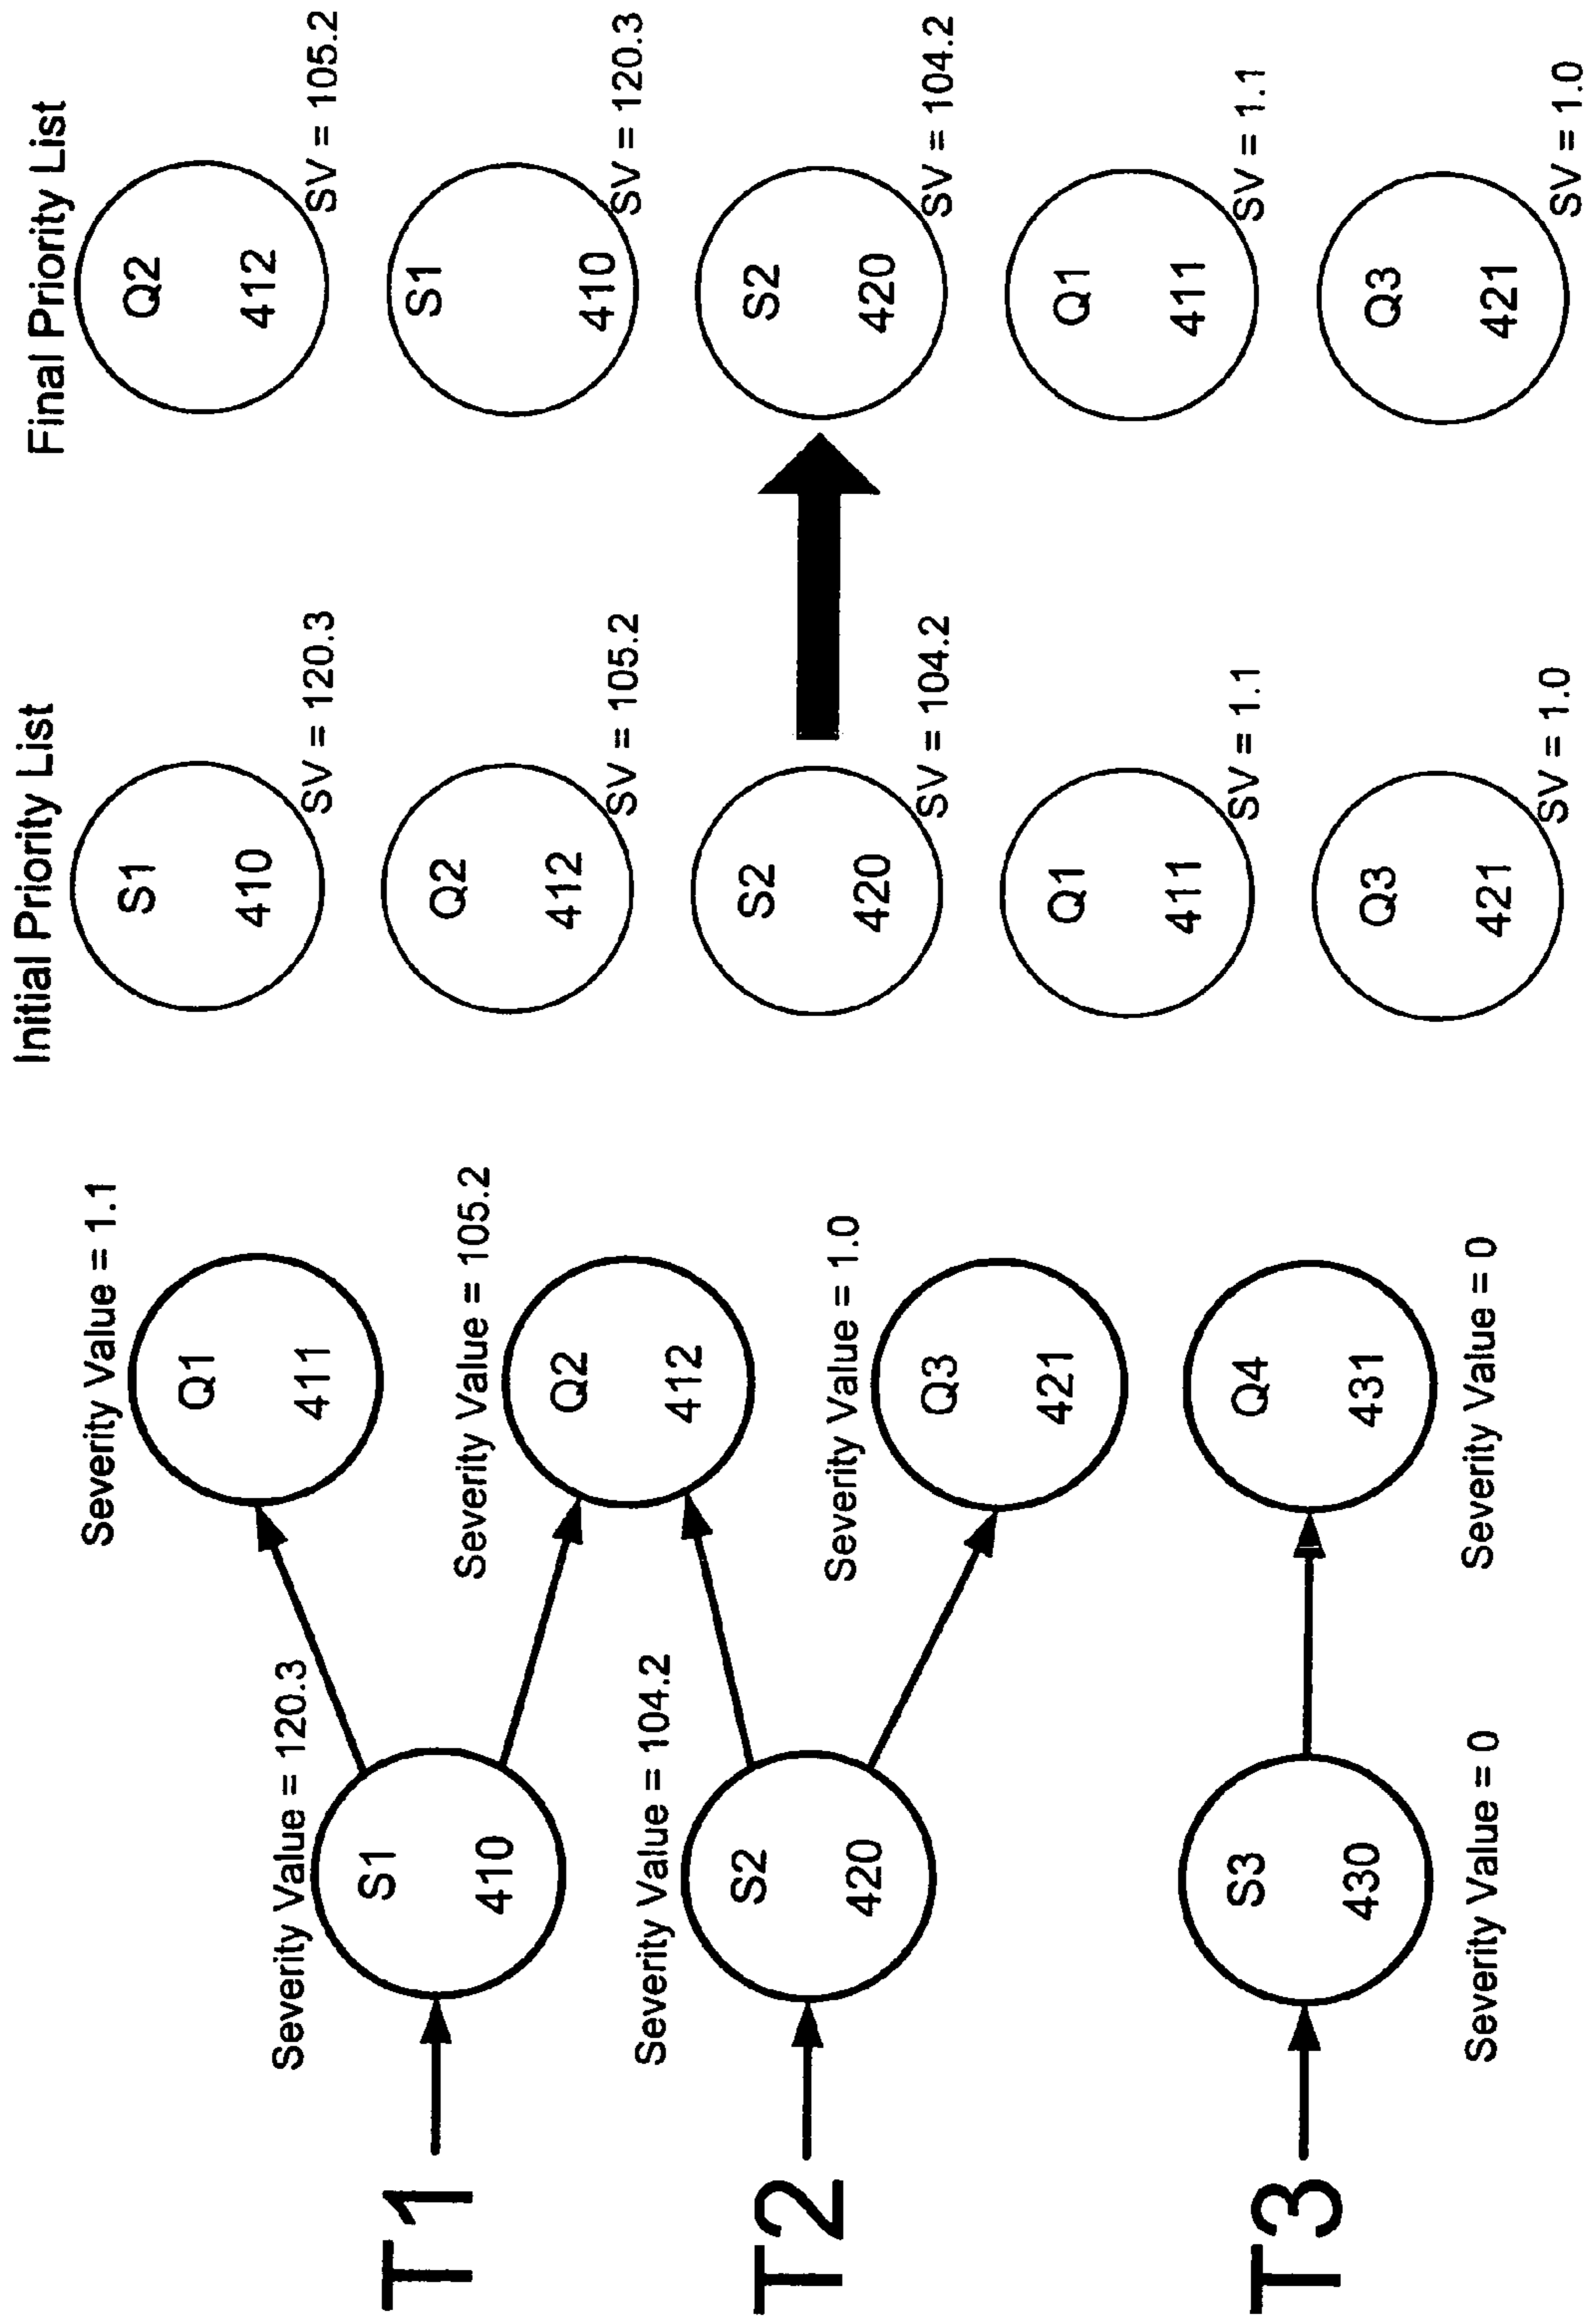 T1
Severity Value = 120.3
S1
410
Severity Value = 1.1
Q1
411
Severity Value = 105.2
Q2
412
T2
Severity Value = 104.2
S2
420
Severity Value = 1.0
Q3
421
T3
S3
430
Severity Value = 0
Q4
431
Severity Value = 0
Initial Priority List
S1
410
SV = 120.3
Q2
412
SV = 105.2
S2
420
SV = 104.2
Q1
411
SV = 1.1
Q3
421
SV = 1.0
Final Priority List
Q2
412
SV = 105.2
S1
410
SV = 120.3
S2
420
SV = 104.2
Q1
411
SV = 1.1
Q3
421
SV = 1.0